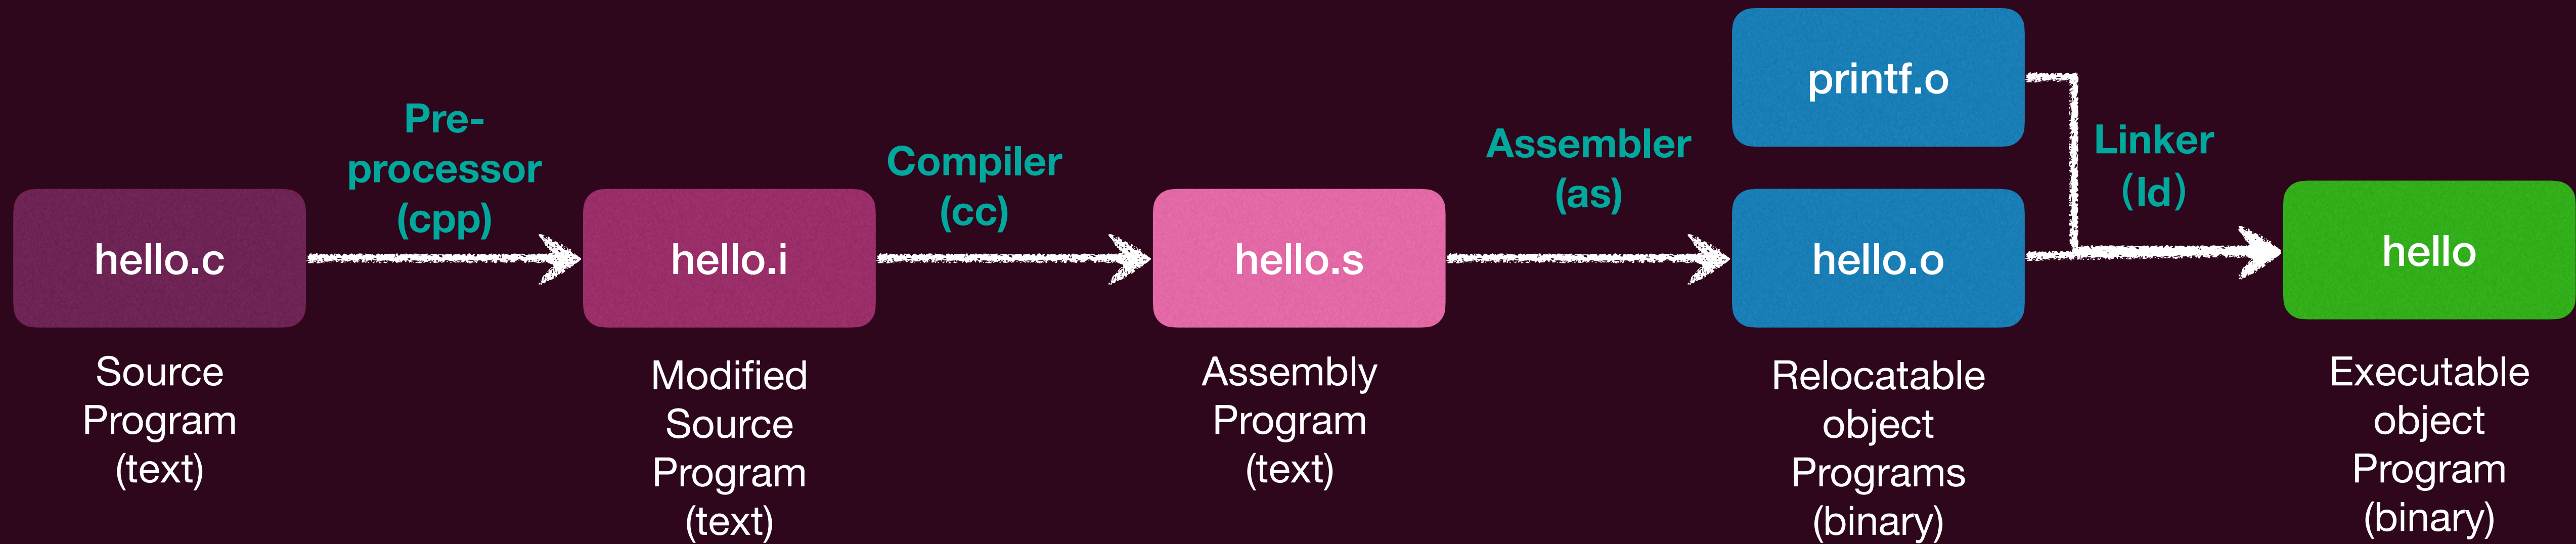 hello.c
Pre-
processor
(cpp)
hello.i
Compiler
(cc)
hello.s
Assembler
(as)
printf.o
hello.o
Linker
(ld)
hello
Source
Program
(text)
Modified
Source
Program
(text)
Assembly
Program
(text)
Relocatable
object
Programs
(binary)
Executable
object
Program
(binary)